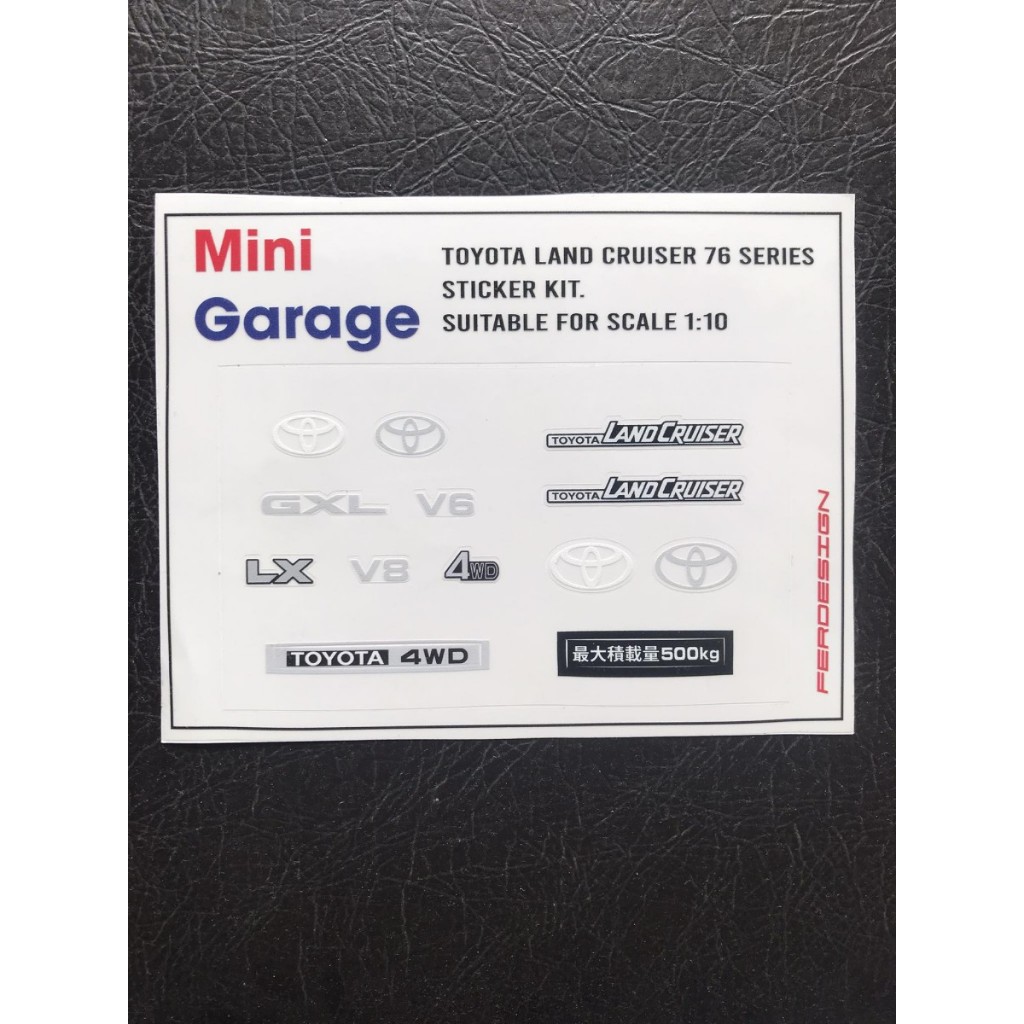 Mini
Garage
TOYOTA LAND CRUISER 76 SERIES
STICKER KIT.
SUITABLE FOR SCALE 1:10
TOYOTA LAND CRUISER
GXL V6
TOYOTA LAND CRUISER
LX V8 4WD
TOYOTA 4WD
最大積載量500kg
FERDESIGN